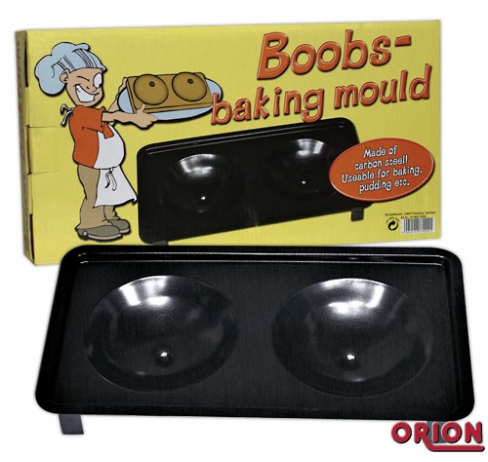 Boobs-
baking mould
Made of
carbon steel!
Useable for baking,
pudding etc.
ORION